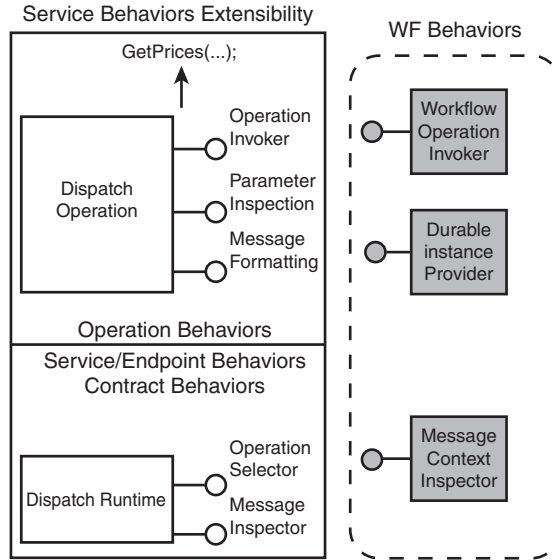 Service Behaviors Extensibility
GetPrices(...);
Operation
Invoker
Dispatch
Operation
Parameter
Inspection
Message
Formatting
Operation Behaviors
Service/Endpoint Behaviors
Contract Behaviors
Operation
Selector
Dispatch Runtime
Message
Inspector
WF Behaviors
Workflow
Operation
Invoker
Durable
instance
Provider
Message
Context
Inspector